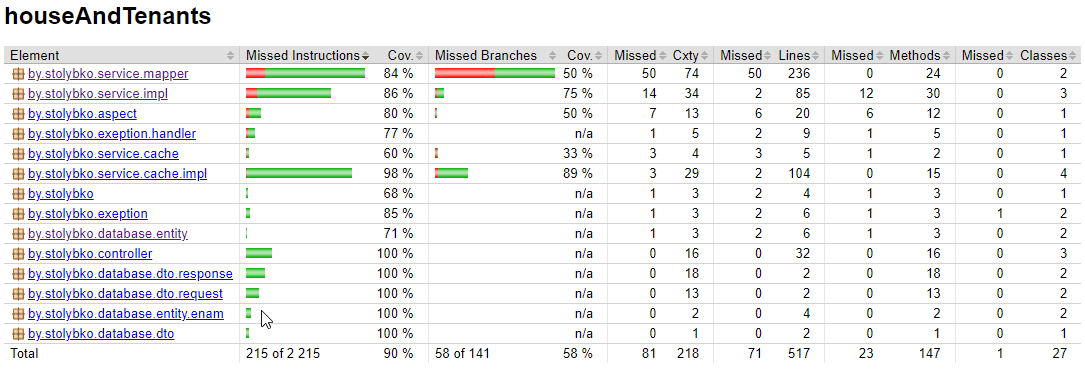 houseAndTenants
Element Missed Instructions Cov. Missed Branches Cov. Missed Cxty Missed Lines Missed Methods Missed Classes
by.stolybko.service.mapper 84 % 50 % 50 74 50 236 0 24 0 2
by.stolybko.service.impl 86 % 75 % 14 34 2 85 12 30 0 3
by.stolybko.aspect 80 % 50 % 7 13 6 20 6 12 0 1
by.stolybko.exeption.handler 77 % n/a 1 5 2 9 1 5 0 1
by.stolybko.service.cache 60 % 33 % 3 4 3 5 1 2 0 1
by.stolybko.service.cache.impl 98 % 89 % 3 29 2 104 0 15 0 4
by.stolybko 68 % n/a 1 3 2 4 1 3 0 1
by.stolybko.exeption 85 % n/a 1 3 2 6 1 3 1 2
by.stolybko.database.entity 71 % n/a 1 3 2 6 1 3 0 2
by.stolybko.controller 100 % n/a 0 16 0 32 0 16 0 3
by.stolybko.database.dto.response 100 % n/a 0 18 0 2 0 18 0 2
by.stolybko.database.dto.request 100 % n/a 0 13 0 2 0 13 0 2
by.stolybko.database.entity.enam 100 % n/a 0 2 0 4 0 2 0 2
by.stolybko.database.dto 100 % n/a 0 1 0 2 0 1 0 1
Total 215 of 2 215 90 % 58 of 141 58 % 81 218 71 517 23 147 1 27